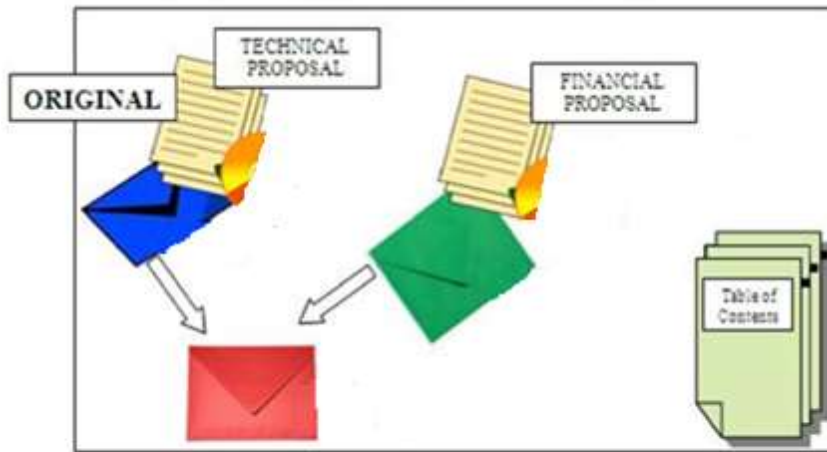 TECHNICAL
PROPOSAL
ORIGINAL
FINANCIAL
PROPOSAL
Table of
Contents